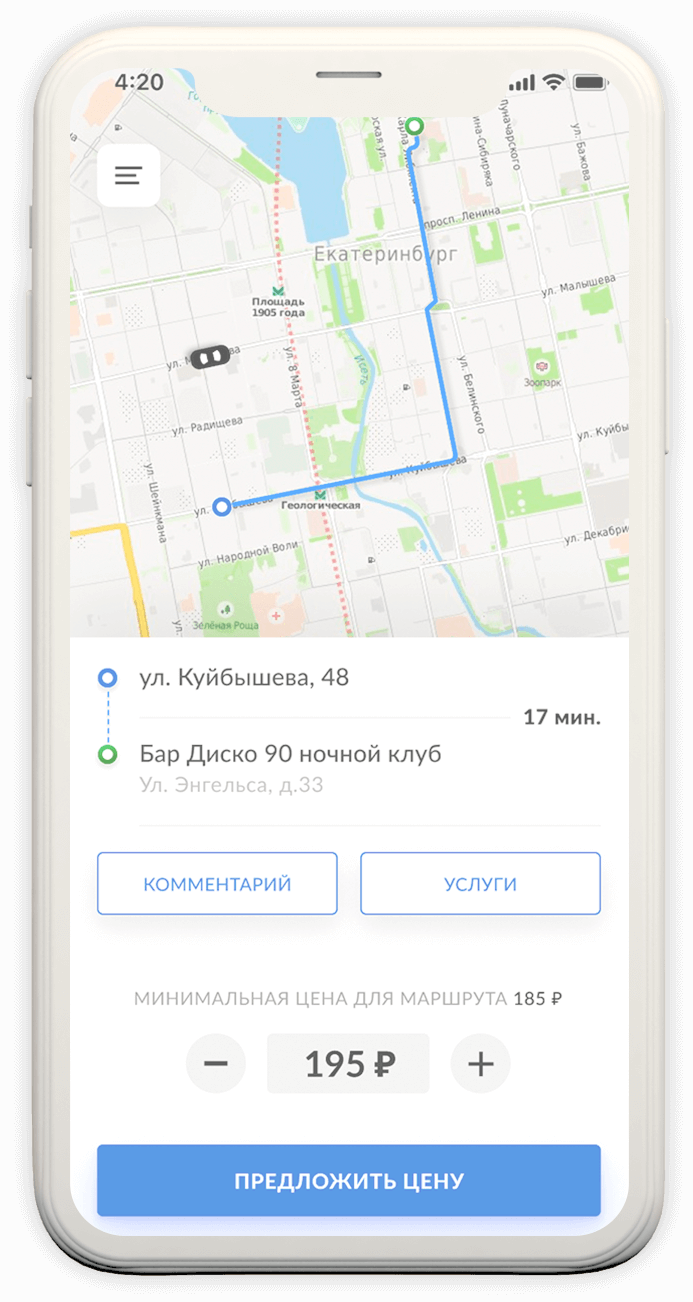 4:20
просп. Ленина
ул. Бажова
Екатеринбург
ул. Малышева
Площадь
1905 года
ул. 8 Марта
Исеть
ул. Белинского
Зоопарк
ул. Радищева
ул. Шейнкмана
ул. Куйбышева
Геологическая
ул. Народной Воли
Зелёная Роща
ул. Куйбышева, 48
17 мин.
Бар Диско 90 ночной клуб
Ул. Энгельса, д.33
КОММЕНТАРИЙ
УСЛУГИ
МИНИМАЛЬНАЯ ЦЕНА ДЛЯ МАРШРУТА 185 ₽
− 195 ₽ +
ПРЕДЛОЖИТЬ ЦЕНУ